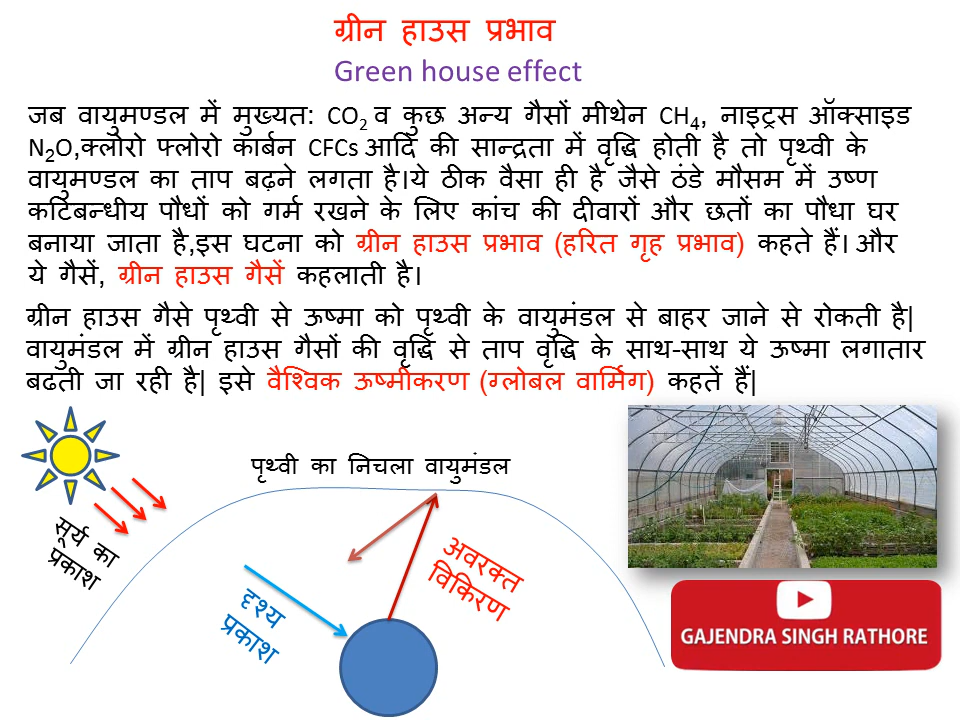 ग्रीन हाउस प्रभाव
Green house effect
जब वायुमण्डल में मुख्यत: CO₂ व कुछ अन्य गैसों मीथेन CH₄, नाइट्रस ऑक्साइड
N₂O,क्लोरो फ्लोरो कार्बन CFCs आदि की सान्द्रता में वृद्धि होती है तो पृथ्वी के
वायुमण्डल का ताप बढ़ने लगता है।ये ठीक वैसा ही है जैसे ठंडे मौसम में उष्ण
कटिबन्धीय पौधों को गर्म रखने के लिए कांच की दीवारों और छतों का पौधा घर
बनाया जाता है,इस घटना को ग्रीन हाउस प्रभाव (हरित गृह प्रभाव) कहते हैं। और
ये गैसें, ग्रीन हाउस गैसें कहलाती है।
ग्रीन हाउस गैसे पृथ्वी से ऊष्मा को पृथ्वी के वायुमंडल से बाहर जाने से रोकती है|
वायुमंडल में ग्रीन हाउस गैसों की वृद्धि से ताप वृद्धि के साथ-साथ ये ऊष्मा लगातार
बढती जा रही है| इसे वैश्विक ऊष्मीकरण (ग्लोबल वार्मिंग) कहतें हैं|
पृथ्वी का निचला वायुमंडल
सूर्य का
प्रकाश
दृश्य
प्रकाश
अवरक्त
विकिरण
GAJENDRA SINGH RATHORE